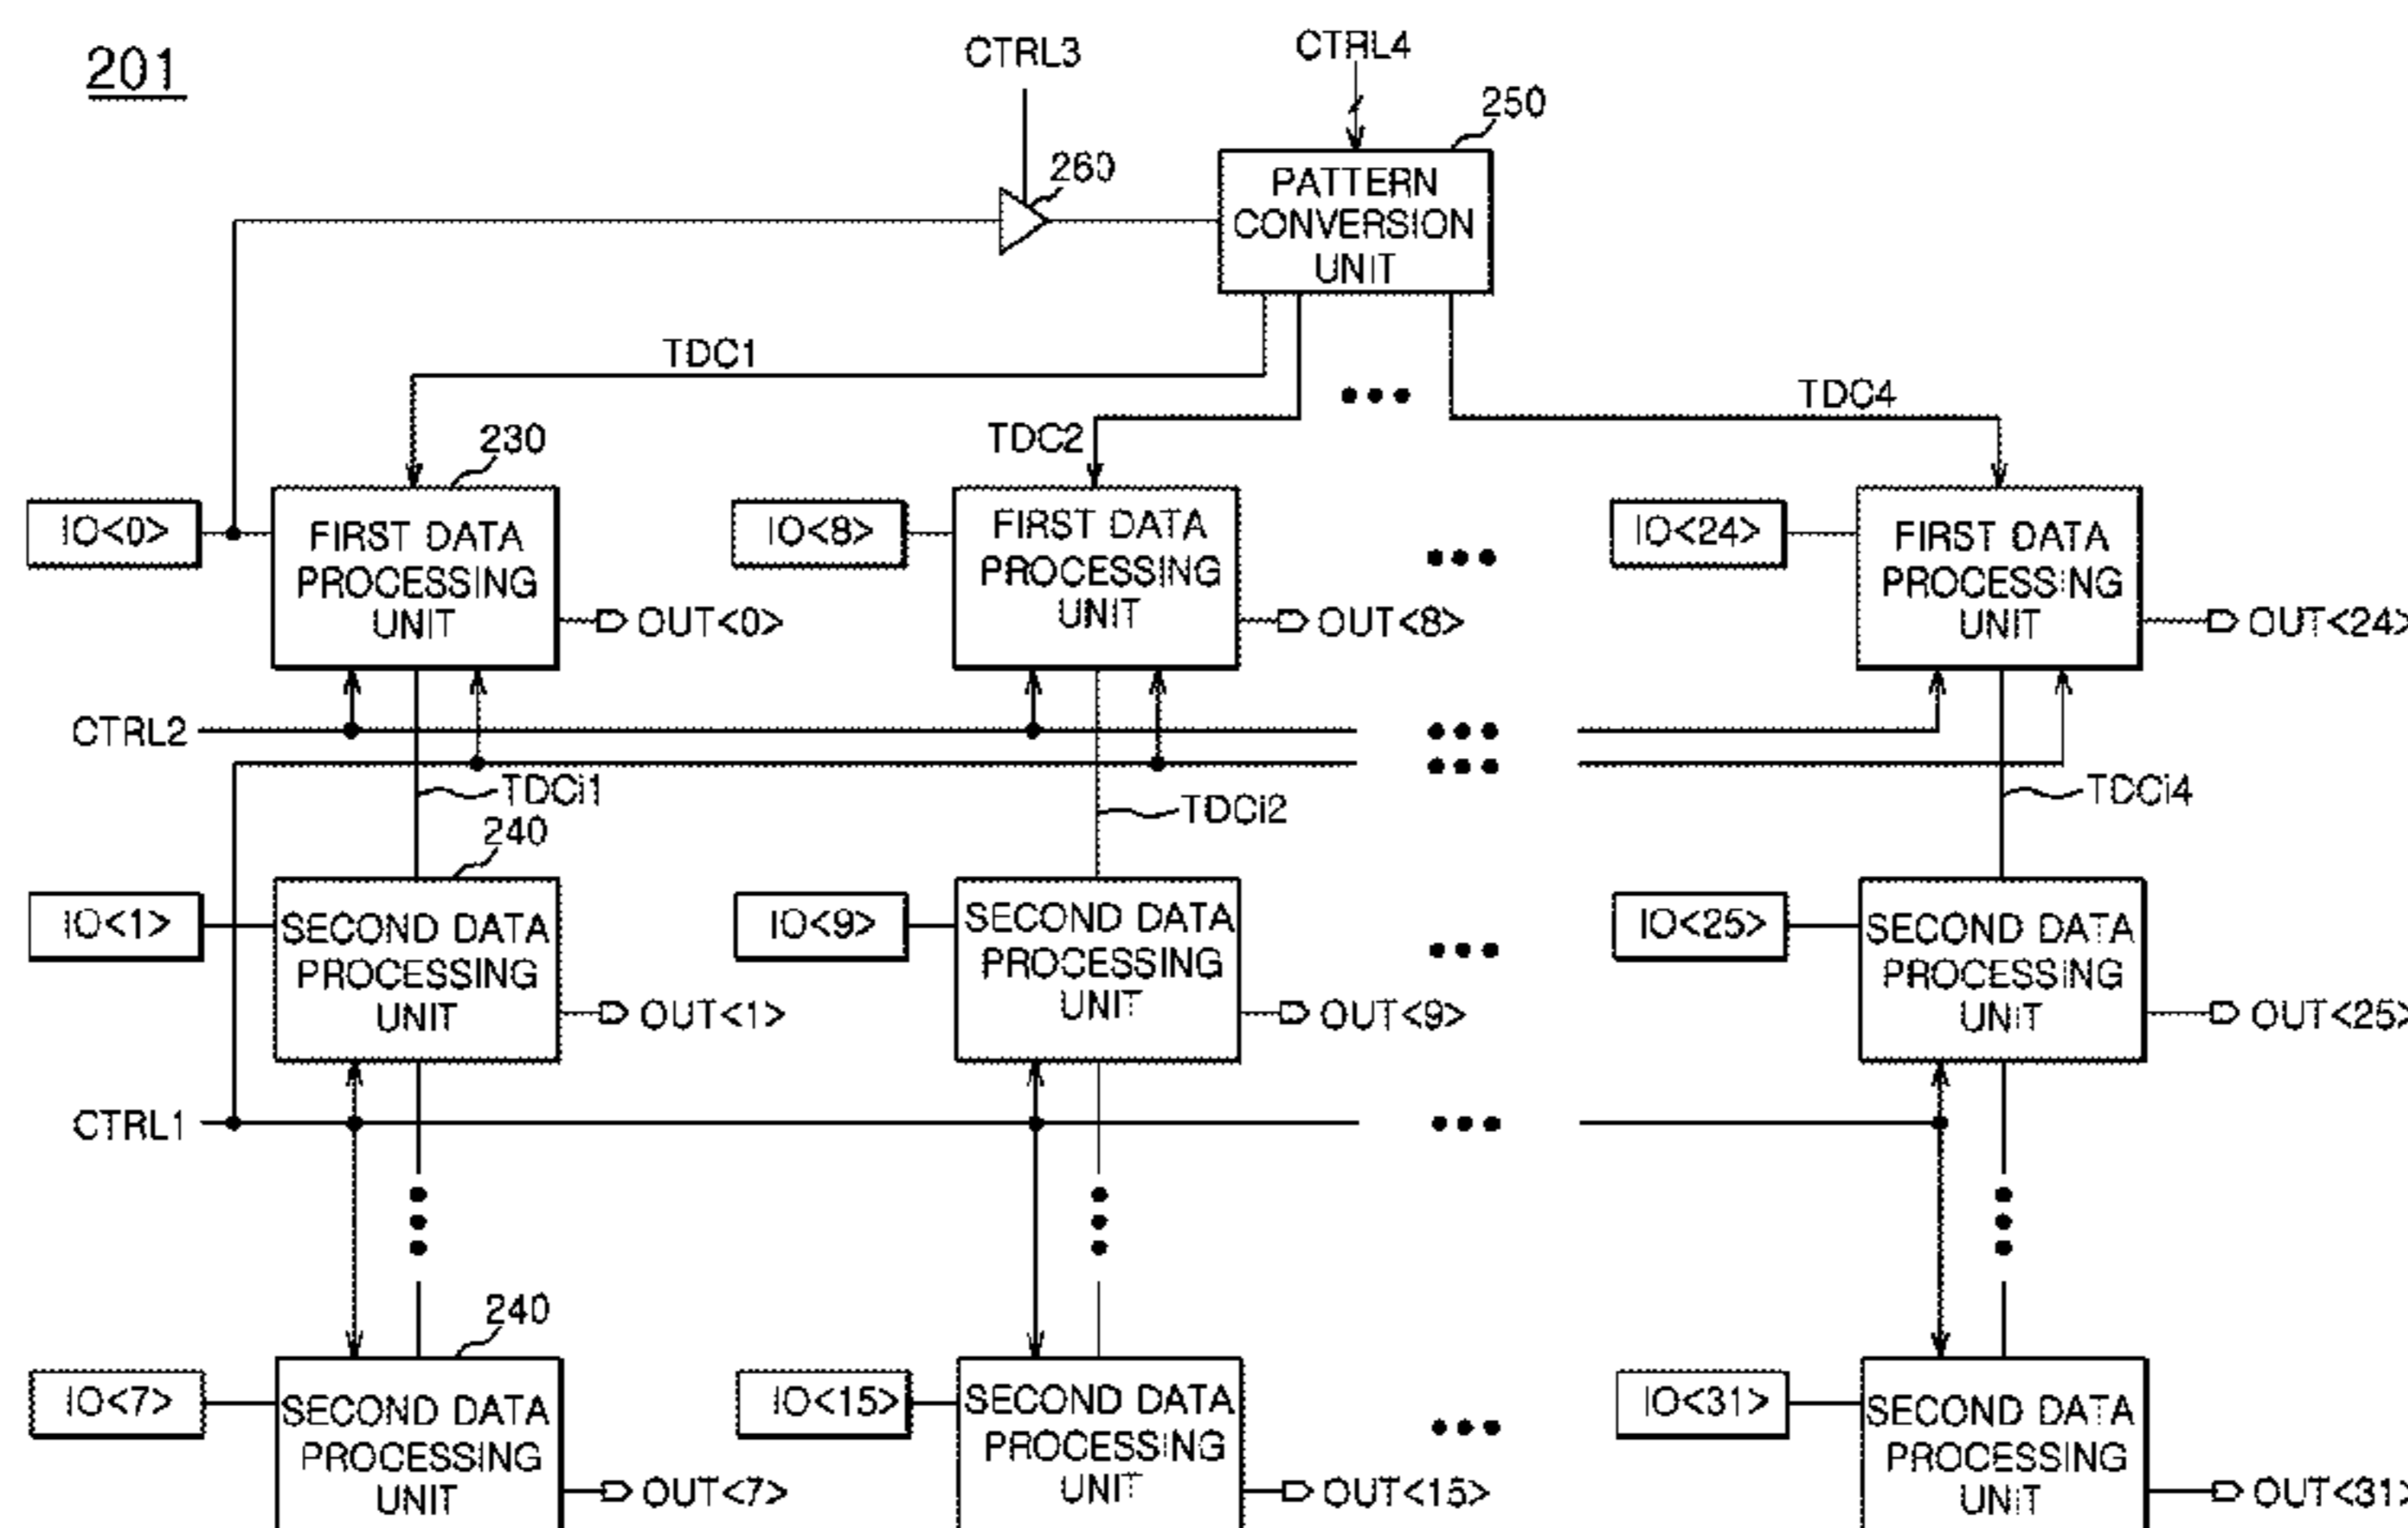 201
CTRL3
CTRL4
250
260
PATTERN
CONVERSION
UNIT
TDC1
TDC4
TDC2
230
IO<0>
FIRST DATA
PROCESSING
UNIT
OUT<0>
IO<8>
FIRST DATA
PROCESSING
UNIT
OUT<8>
IO<24>
FIRST DATA
PROCESSING
UNIT
OUT<24>
CTRL2
TDCi1
TDCi2
TDCi4
240
IO<1>
SECOND DATA
PROCESSING
UNIT
OUT<1>
IO<9>
SECOND DATA
PROCESSING
UNIT
OUT<9>
IO<25>
SECOND DATA
PROCESSING
UNIT
OUT<25>
CTRL1
240
IO<7>
SECOND DATA
PROCESSING
UNIT
OUT<7>
IO<15>
SECOND DATA
PROCESSING
UNIT
OUT<15>
IO<31>
SECOND DATA
PROCESSING
UNIT
OUT<31>